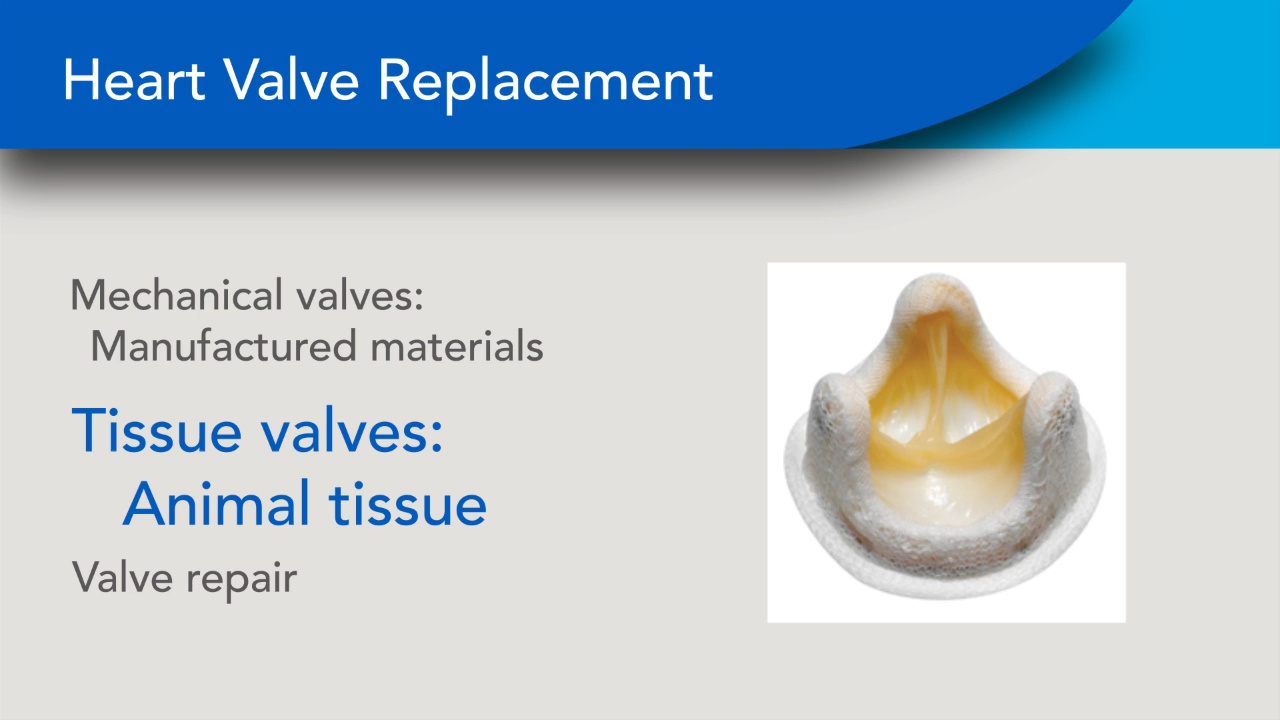 Heart Valve Replacement
Mechanical valves:
Manufactured materials
Tissue valves:
Animal tissue
Valve repair